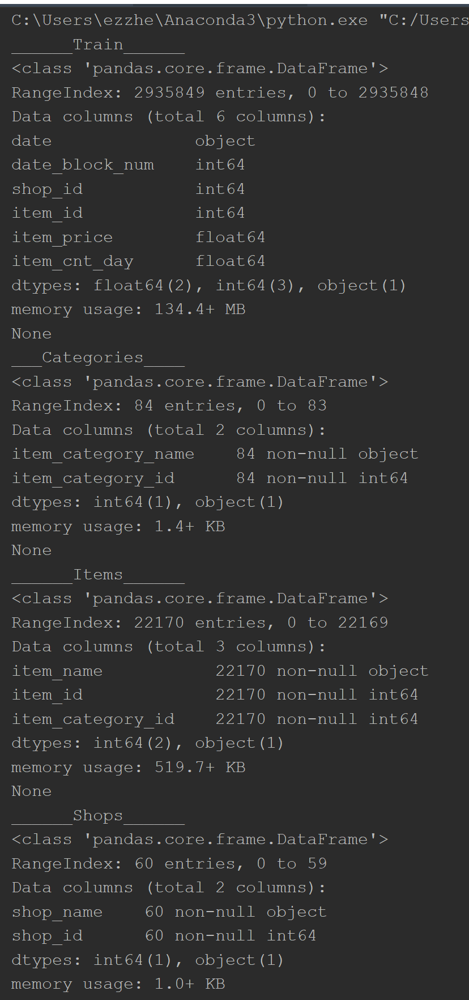 C:\Users\ezzhe\Anaconda3\python.exe "C:/Users
______Train______
<class 'pandas.core.frame.DataFrame'>
RangeIndex: 2935849 entries, 0 to 2935848
Data columns (total 6 columns):
date              object
date_block_num    int64
shop_id           int64
item_id           int64
item_price        float64
item_cnt_day      float64
dtypes: float64(2), int64(3), object(1)
memory usage: 134.4+ MB
None
___Categories____
<class 'pandas.core.frame.DataFrame'>
RangeIndex: 84 entries, 0 to 83
Data columns (total 2 columns):
item_category_name    84 non-null object
item_category_id      84 non-null int64
dtypes: int64(1), object(1)
memory usage: 1.4+ KB
None
______Items______
<class 'pandas.core.frame.DataFrame'>
RangeIndex: 22170 entries, 0 to 22169
Data columns (total 3 columns):
item_name           22170 non-null object
item_id             22170 non-null int64
item_category_id    22170 non-null int64
dtypes: int64(2), object(1)
memory usage: 519.7+ KB
None
______Shops______
<class 'pandas.core.frame.DataFrame'>
RangeIndex: 60 entries, 0 to 59
Data columns (total 2 columns):
shop_name    60 non-null object
shop_id      60 non-null int64
dtypes: int64(1), object(1)
memory usage: 1.0+ KB